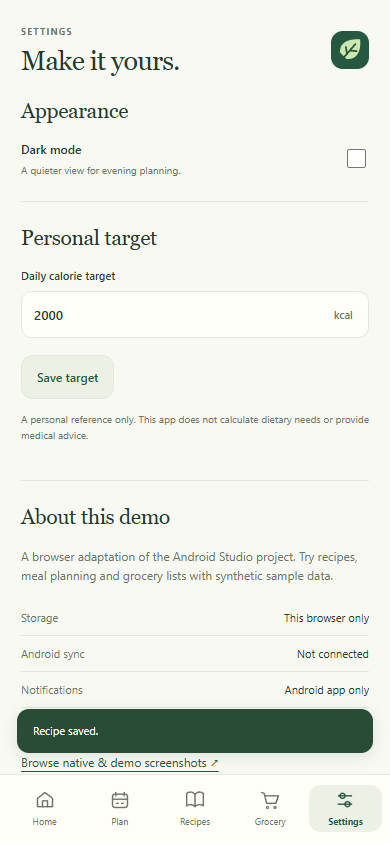 SETTINGS
Make it yours.
Appearance
Dark mode
A quieter view for evening planning.
Personal target
Daily calorie target
2000 kcal
Save target
A personal reference only. This app does not calculate dietary needs or provide
medical advice.
About this demo
A browser adaptation of the Android Studio project. Try recipes,
meal planning and grocery lists with synthetic sample data.
Storage This browser only
Android sync Not connected
Notifications Android app only
Recipe saved.
Browse native & demo screenshots ↗
Home Plan Recipes Grocery Settings